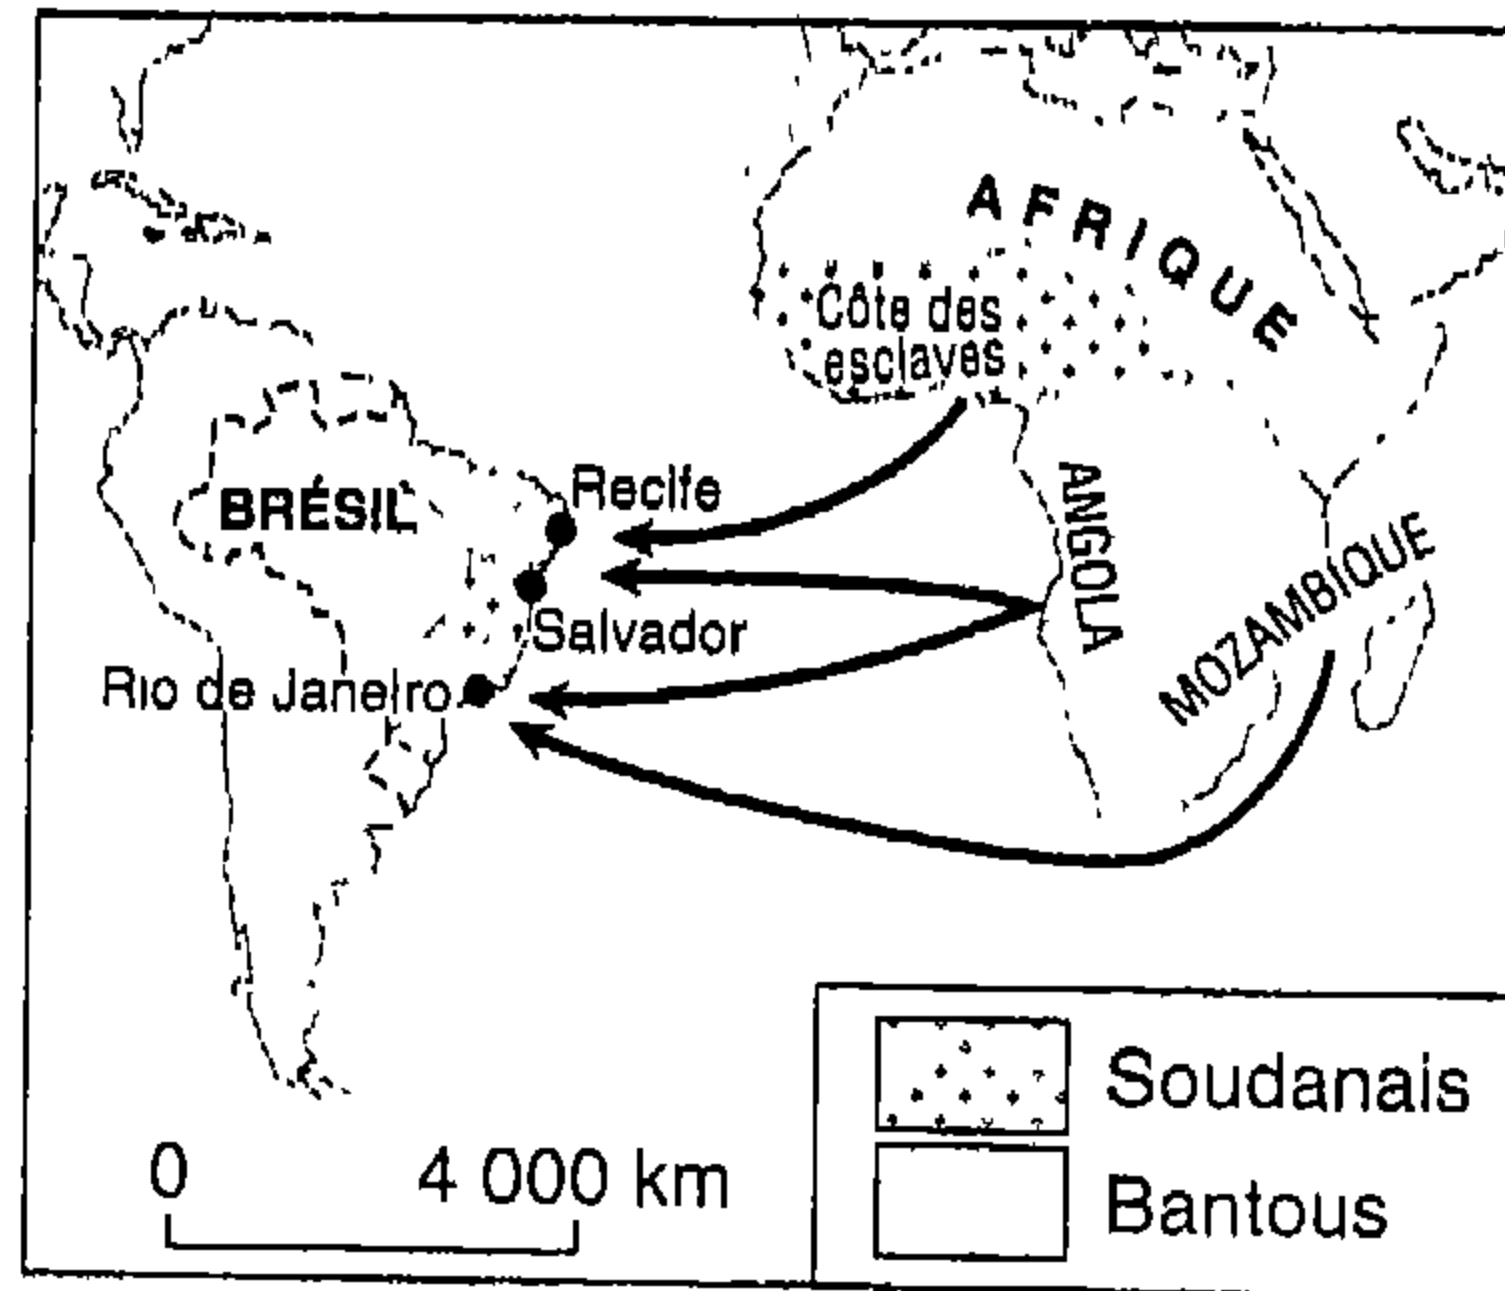 AFRIQUE
Côte des
esclaves
BRÉSIL
Recife
ANGOLA
MOZAMBIQUE
Salvador
Rio de Janeiro
Soudanais
0 4 000 km
Bantous